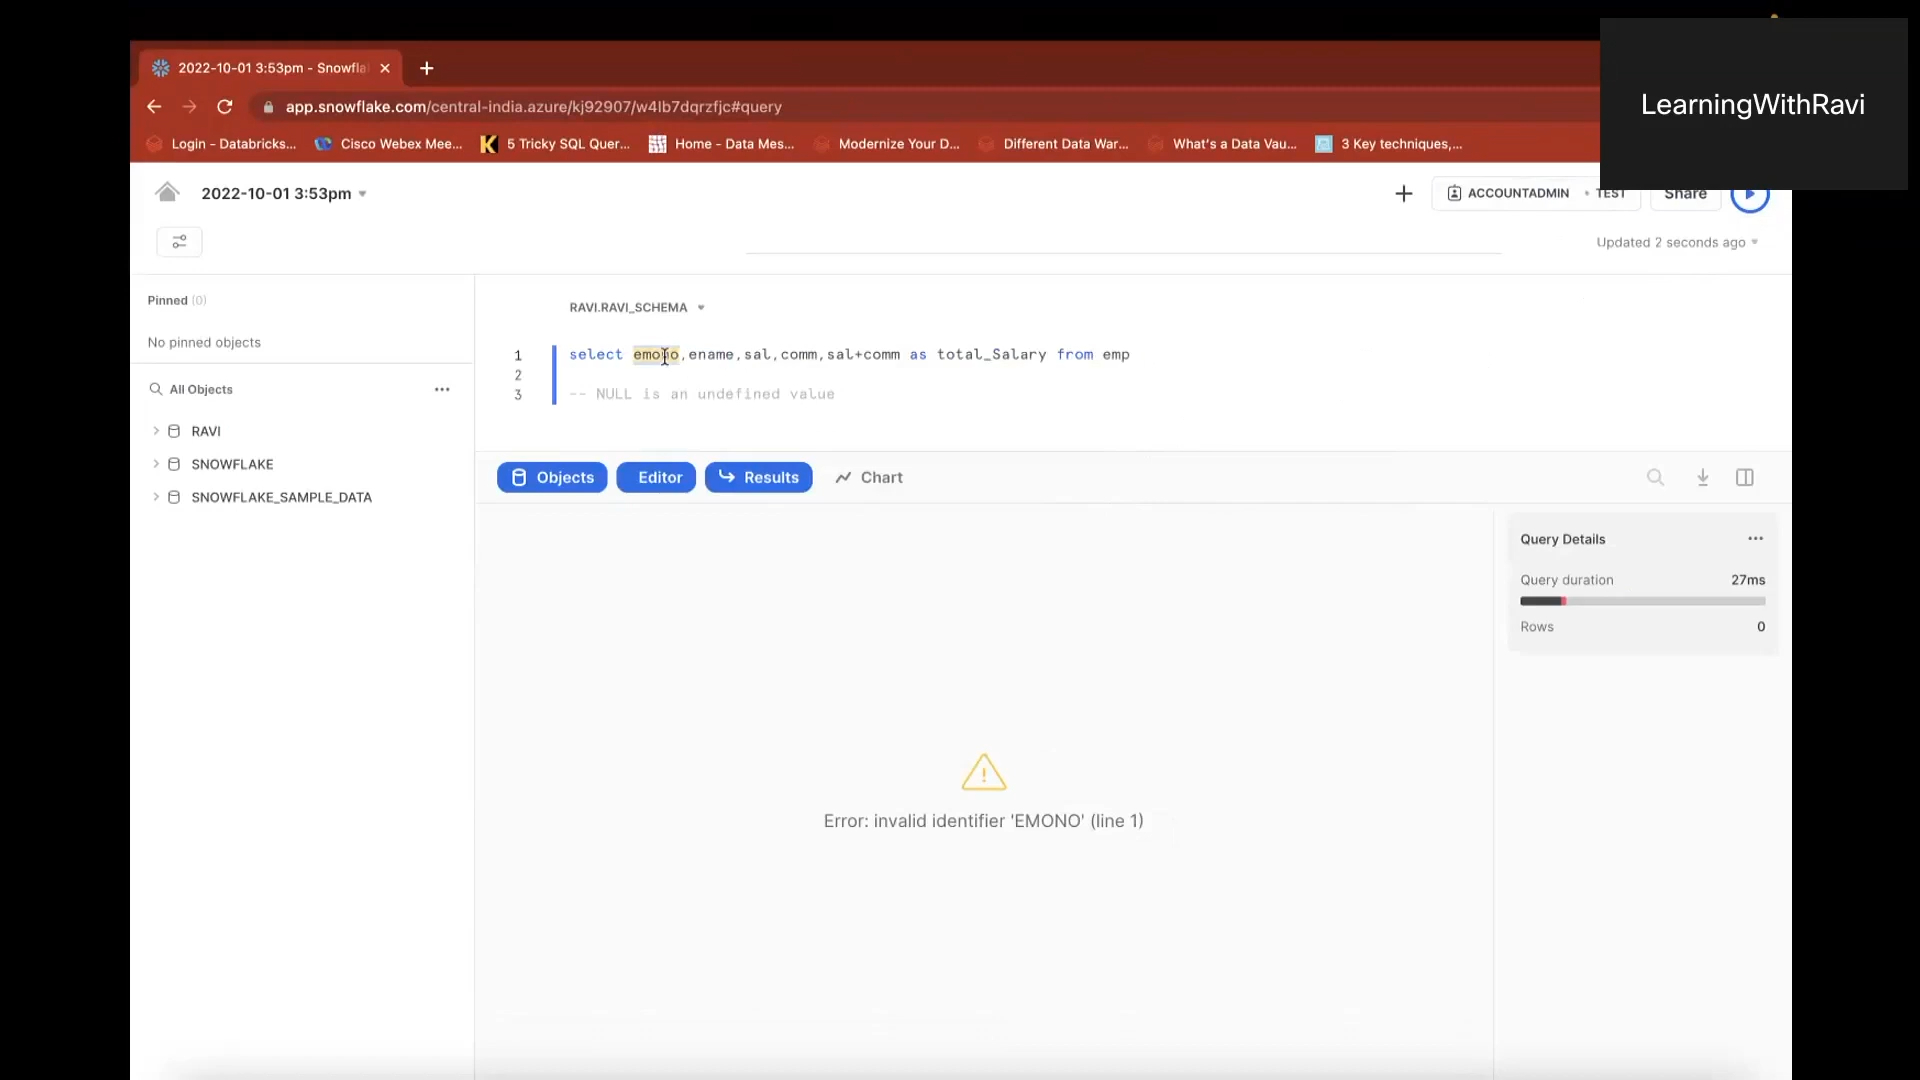 LearningWithRavi
2022-10-01 3:53pm - Snowfla
app.snowflake.com/central-india.azure/kj92907/w4lb7dqrzfjc#query
Login - Databricks... Cisco Webex Mee... 5 Tricky SQL Quer... Home - Data Mes... Modernize Your D... Different Data War... What's a Data Vau... 3 Key techniques,...
2022-10-01 3:53pm
ACCOUNTADMIN • TEST Share
Updated 2 seconds ago
Pinned (0)
No pinned objects
All Objects
RAVI
SNOWFLAKE
SNOWFLAKE_SAMPLE_DATA
RAVI.RAVI_SCHEMA
1 select emono,ename,sal,comm,sal+comm as total_Salary from emp
2
3 -- NULL is an undefined value
Objects Editor Results Chart
Query Details
Query duration 27ms
Rows 0
Error: invalid identifier 'EMONO' (line 1)